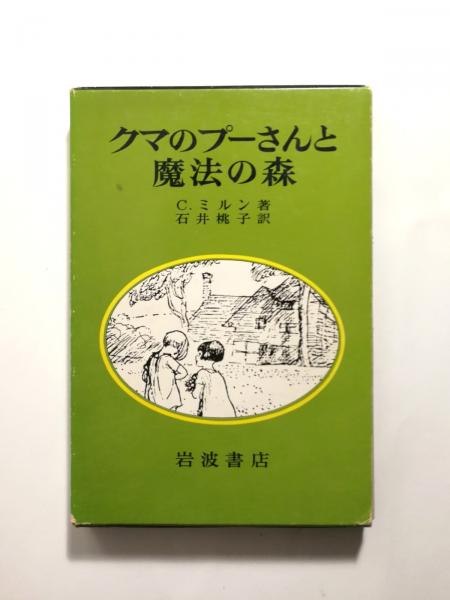 クマのプーさんと
魔法の森
C.ミルン著
石井桃子訳
岩波書店